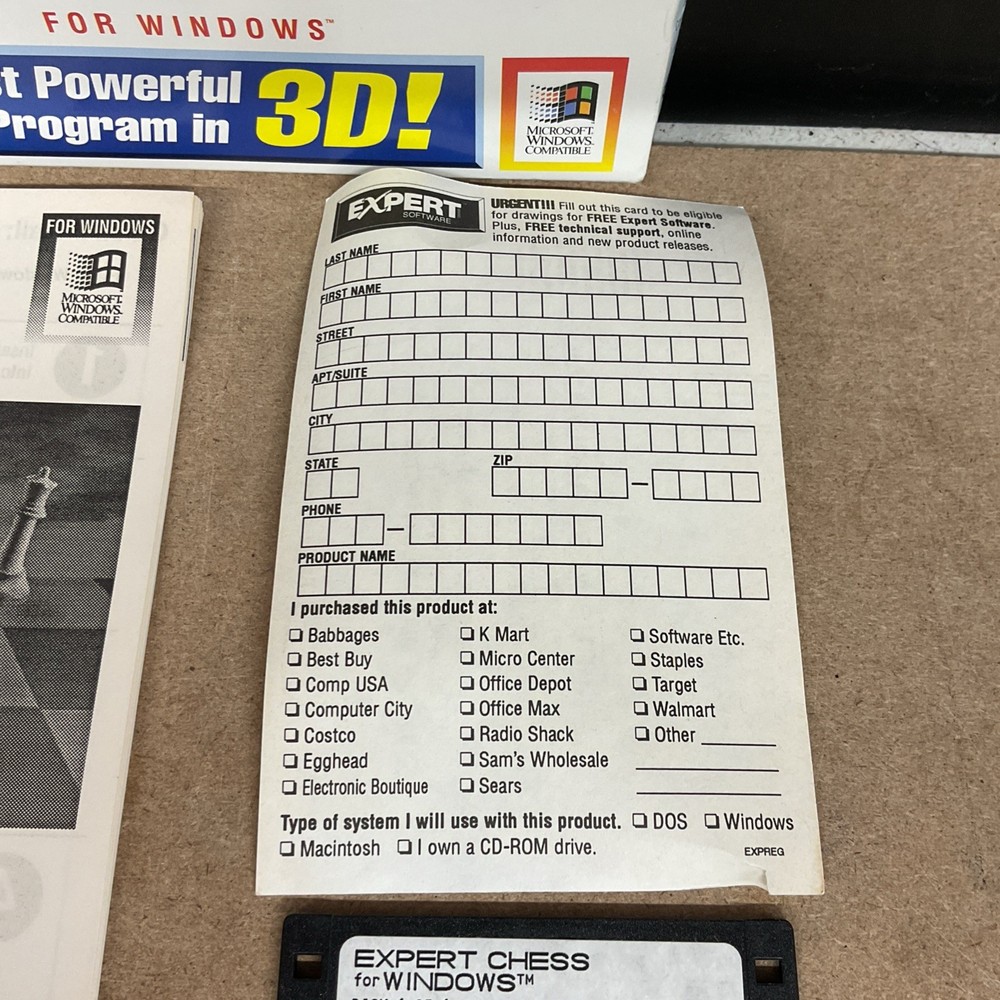 FOR WINDOWS™
Powerful
Program in
3D!
MICROSOFT®
WINDOWS™
COMPATIBLE
FOR WINDOWS
MICROSOFT®
WINDOWS™
COMPATIBLE
EXPERT
SOFTWARE
URGENT!!! Fill out this card to be eligible
for drawings for FREE Expert Software.
Plus, FREE technical support, online
information and new product releases.
LAST NAME
FIRST NAME
STREET
APT/SUITE
CITY
STATE
ZIP
PHONE
PRODUCT NAME
I purchased this product at:
❏ Babbages
❏ Best Buy
❏ Comp USA
❏ Computer City
❏ Costco
❏ Egghead
❏ Electronic Boutique
❏ K Mart
❏ Micro Center
❏ Office Depot
❏ Office Max
❏ Radio Shack
❏ Sam's Wholesale
❏ Sears
❏ Software Etc.
❏ Staples
❏ Target
❏ Walmart
❏ Other ________
Type of system I will use with this product. ❏ DOS ❏ Windows
❏ Macintosh ❏ I own a CD-ROM drive.
EXPREG
EXPERT CHESS
for WINDOWS™